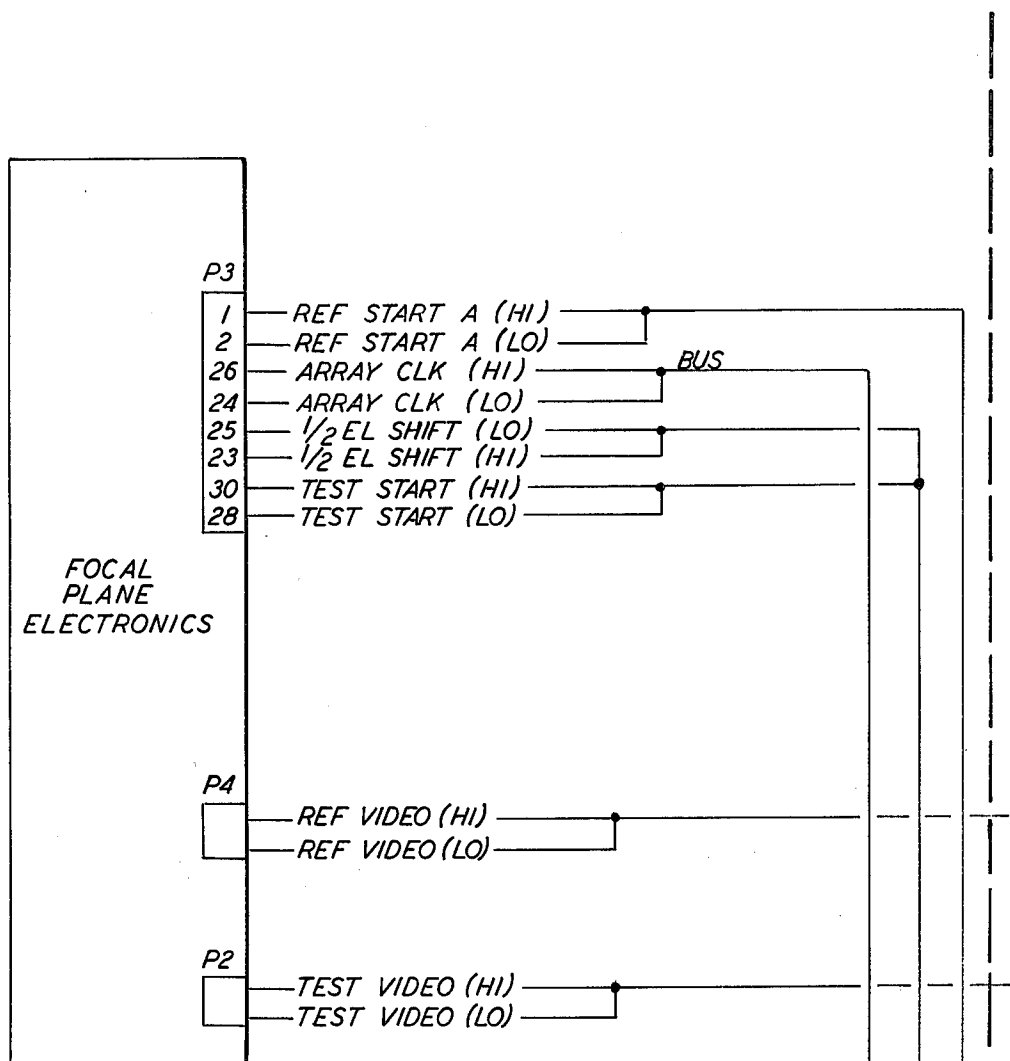 P3
1 REF START A (HI)
2 REF START A (LO)
26 ARRAY CLK (HI) BUS
24 ARRAY CLK (LO)
25 1/2 EL SHIFT (LO)
23 1/2 EL SHIFT (HI)
30 TEST START (HI)
28 TEST START (LO)
FOCAL
PLANE
ELECTRONICS
P4
REF VIDEO (HI)
REF VIDEO (LO)
P2
TEST VIDEO (HI)
TEST VIDEO (LO)